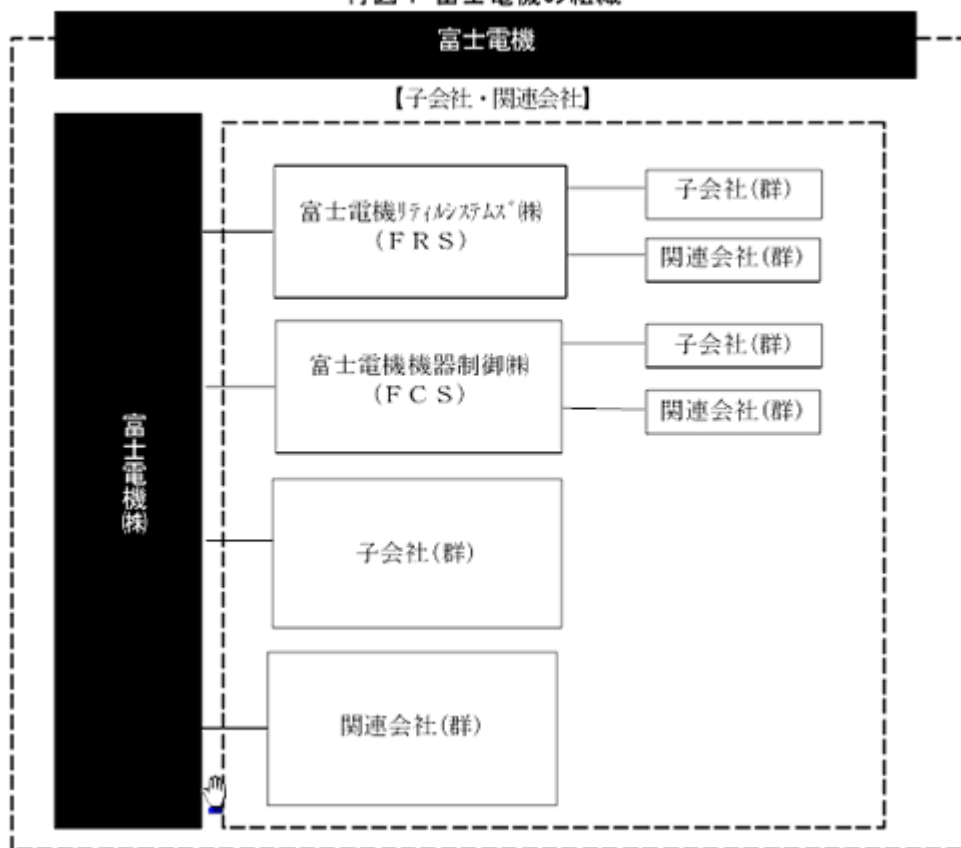 富士電機
【子会社・関連会社】
富士電機㈱
富士電機ﾘﾃｨﾙｼｽﾃﾑｽﾞ㈱
(FRS)
子会社(群)
関連会社(群)
富士電機機器制御㈱
(FCS)
子会社(群)
関連会社(群)
子会社(群)
関連会社(群)